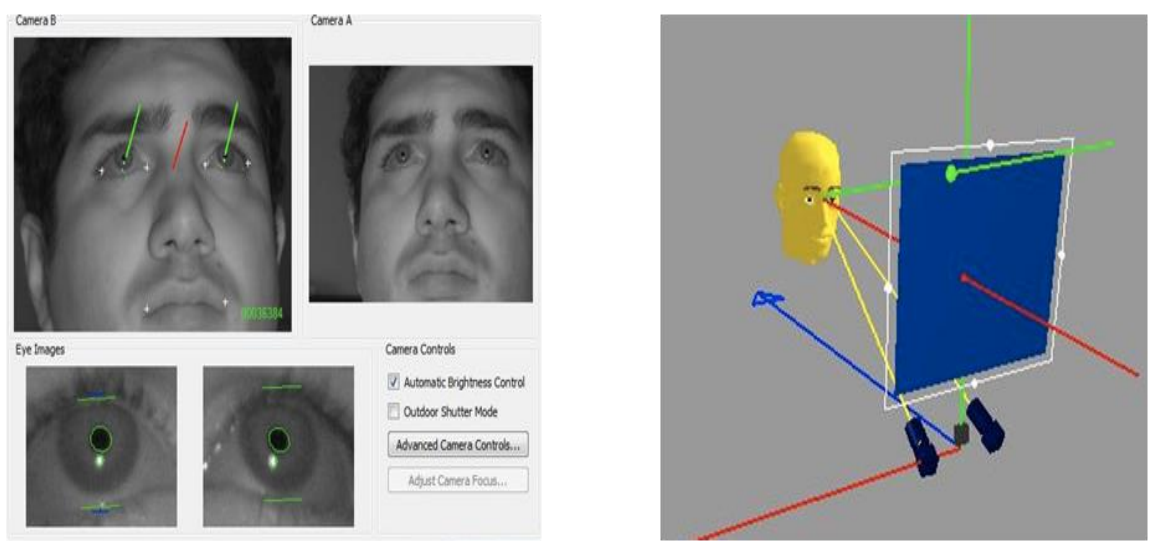 Camera B
Camera A
00036384
Eye Images
Camera Controls
Automatic Brightness Control
Outdoor Shutter Mode
Advanced Camera Controls...
Adjust Camera Focus...